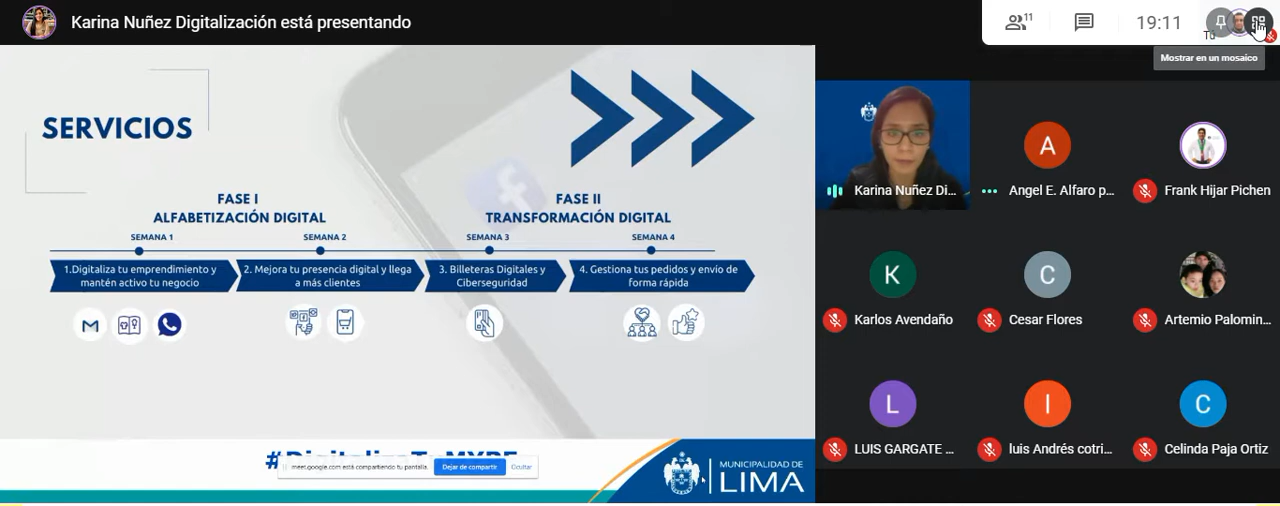 Karina Nuñez Digitalización está presentando
11
19:11
Tú
Mostrar en un mosaico
SERVICIOS
FASE I
ALFABETIZACIÓN DIGITAL
FASE II
TRANSFORMACIÓN DIGITAL
SEMANA 1
SEMANA 2
SEMANA 3
SEMANA 4
1.Digitaliza tu emprendimiento y
mantén activo tu negocio
2. Mejora tu presencia digital y llega
a más clientes
3. Billeteras Digitales y
Ciberseguridad
4. Gestiona tus pedidos y envío de
forma rápida
#DigitalizaTuMYPE
meet.google.com está compartiendo tu pantalla.
Dejar de compartir
Ocultar
MUNICIPALIDAD DE
LIMA
Karina Nuñez Di...
Angel E. Alfaro p...
A
Frank Hijar Pichen
K
Karlos Avendaño
C
Cesar Flores
Artemio Palomin...
L
LUIS GARGATE ...
I
luis Andrés cotri...
C
Celinda Paja Ortiz